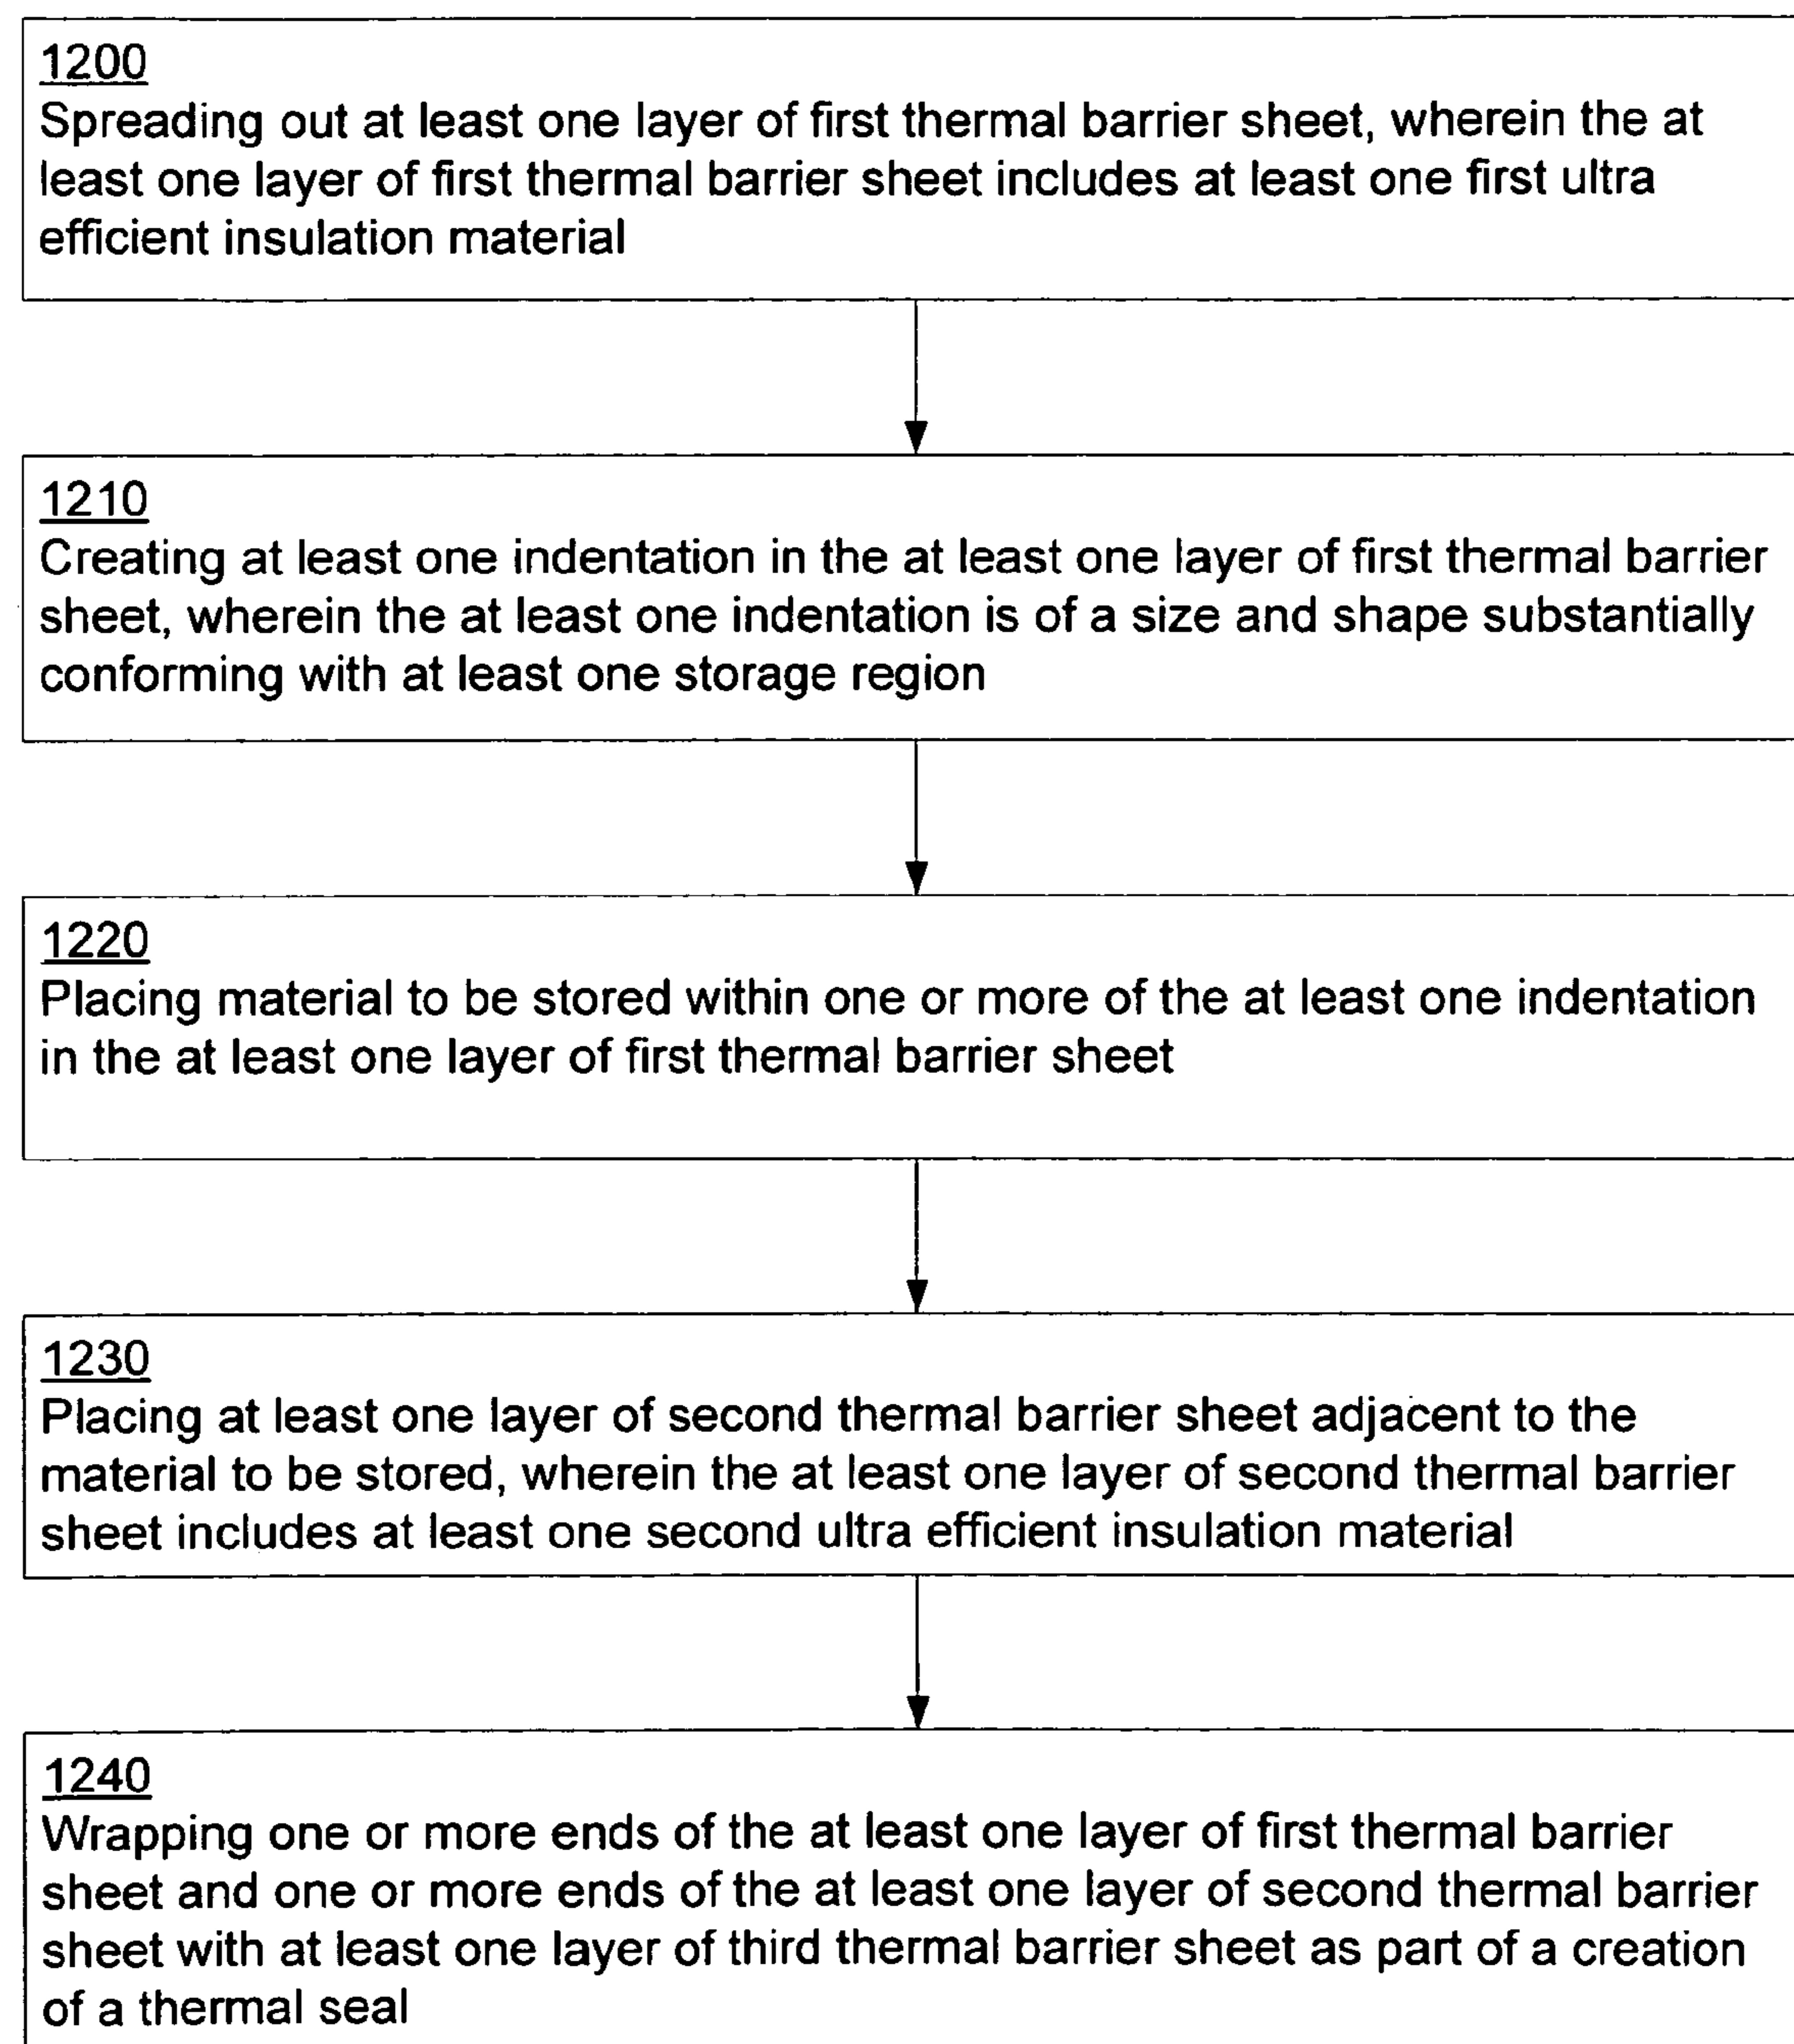 1200
Spreading out at least one layer of first thermal barrier sheet, wherein the at
least one layer of first thermal barrier sheet includes at least one first ultra
efficient insulation material
1210
Creating at least one indentation in the at least one layer of first thermal barrier
sheet, wherein the at least one indentation is of a size and shape substantially
conforming with at least one storage region
1220
Placing material to be stored within one or more of the at least one indentation
in the at least one layer of first thermal barrier sheet
1230
Placing at least one layer of second thermal barrier sheet adjacent to the
material to be stored, wherein the at least one layer of second thermal barrier
sheet includes at least one second ultra efficient insulation material
1240
Wrapping one or more ends of the at least one layer of first thermal barrier
sheet and one or more ends of the at least one layer of second thermal barrier
sheet with at least one layer of third thermal barrier sheet as part of a creation
of a thermal seal